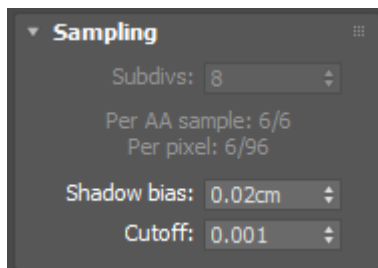 Sampling
Subdivs: 8
Per AA sample: 6/6
Per pixel: 6/96
Shadow bias: 0.02cm
Cutoff: 0.001